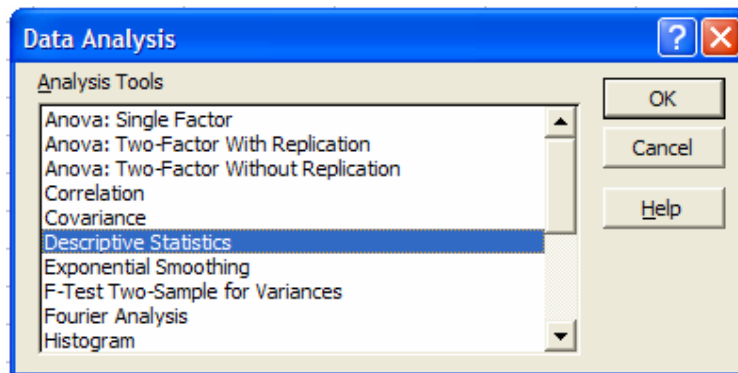 Data Analysis
Analysis Tools
Anova: Single Factor
Anova: Two-Factor With Replication
Anova: Two-Factor Without Replication
Correlation
Covariance
Descriptive Statistics
Exponential Smoothing
F-Test Two-Sample for Variances
Fourier Analysis
Histogram
OK
Cancel
Help